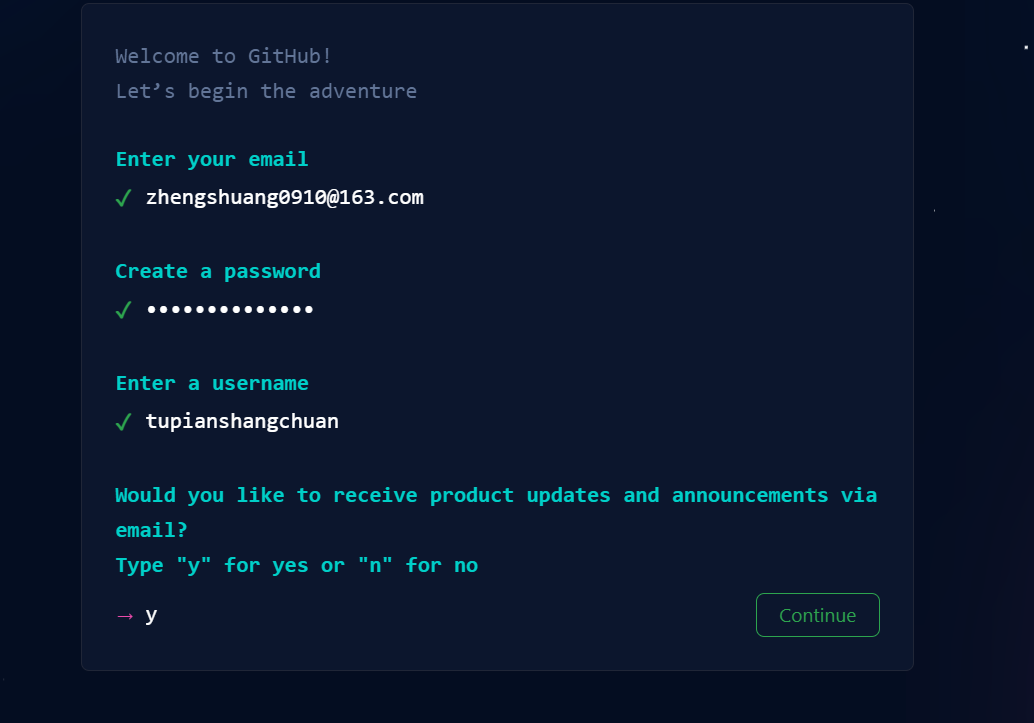 Welcome to GitHub!
Let’s begin the adventure
Enter your email
✓ zhengshuang0910@163.com
Create a password
✓ ••••••••••••••
Enter a username
✓ tupianshangchuan
Would you like to receive product updates and announcements via
email?
Type "y" for yes or "n" for no
→ y
Continue